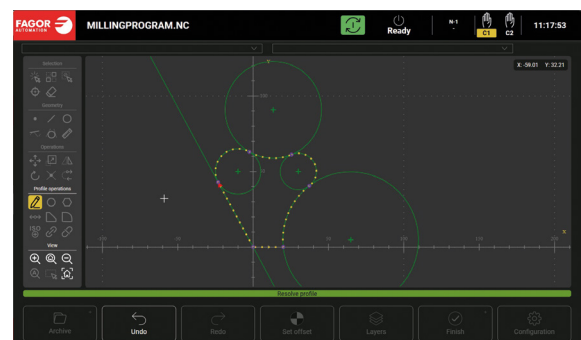 FAGOR
AUTOMATION
MILLINGPROGRAM.NC
Ready
N-1
-
C1
C2
11:17:53
X:-59.01 Y:32.21
Selection
Geometry
Operations
Profile operations
ISO
View
Resolve profile
Archive
Undo
Redo
Set offset
Layers
Finish
Configuration